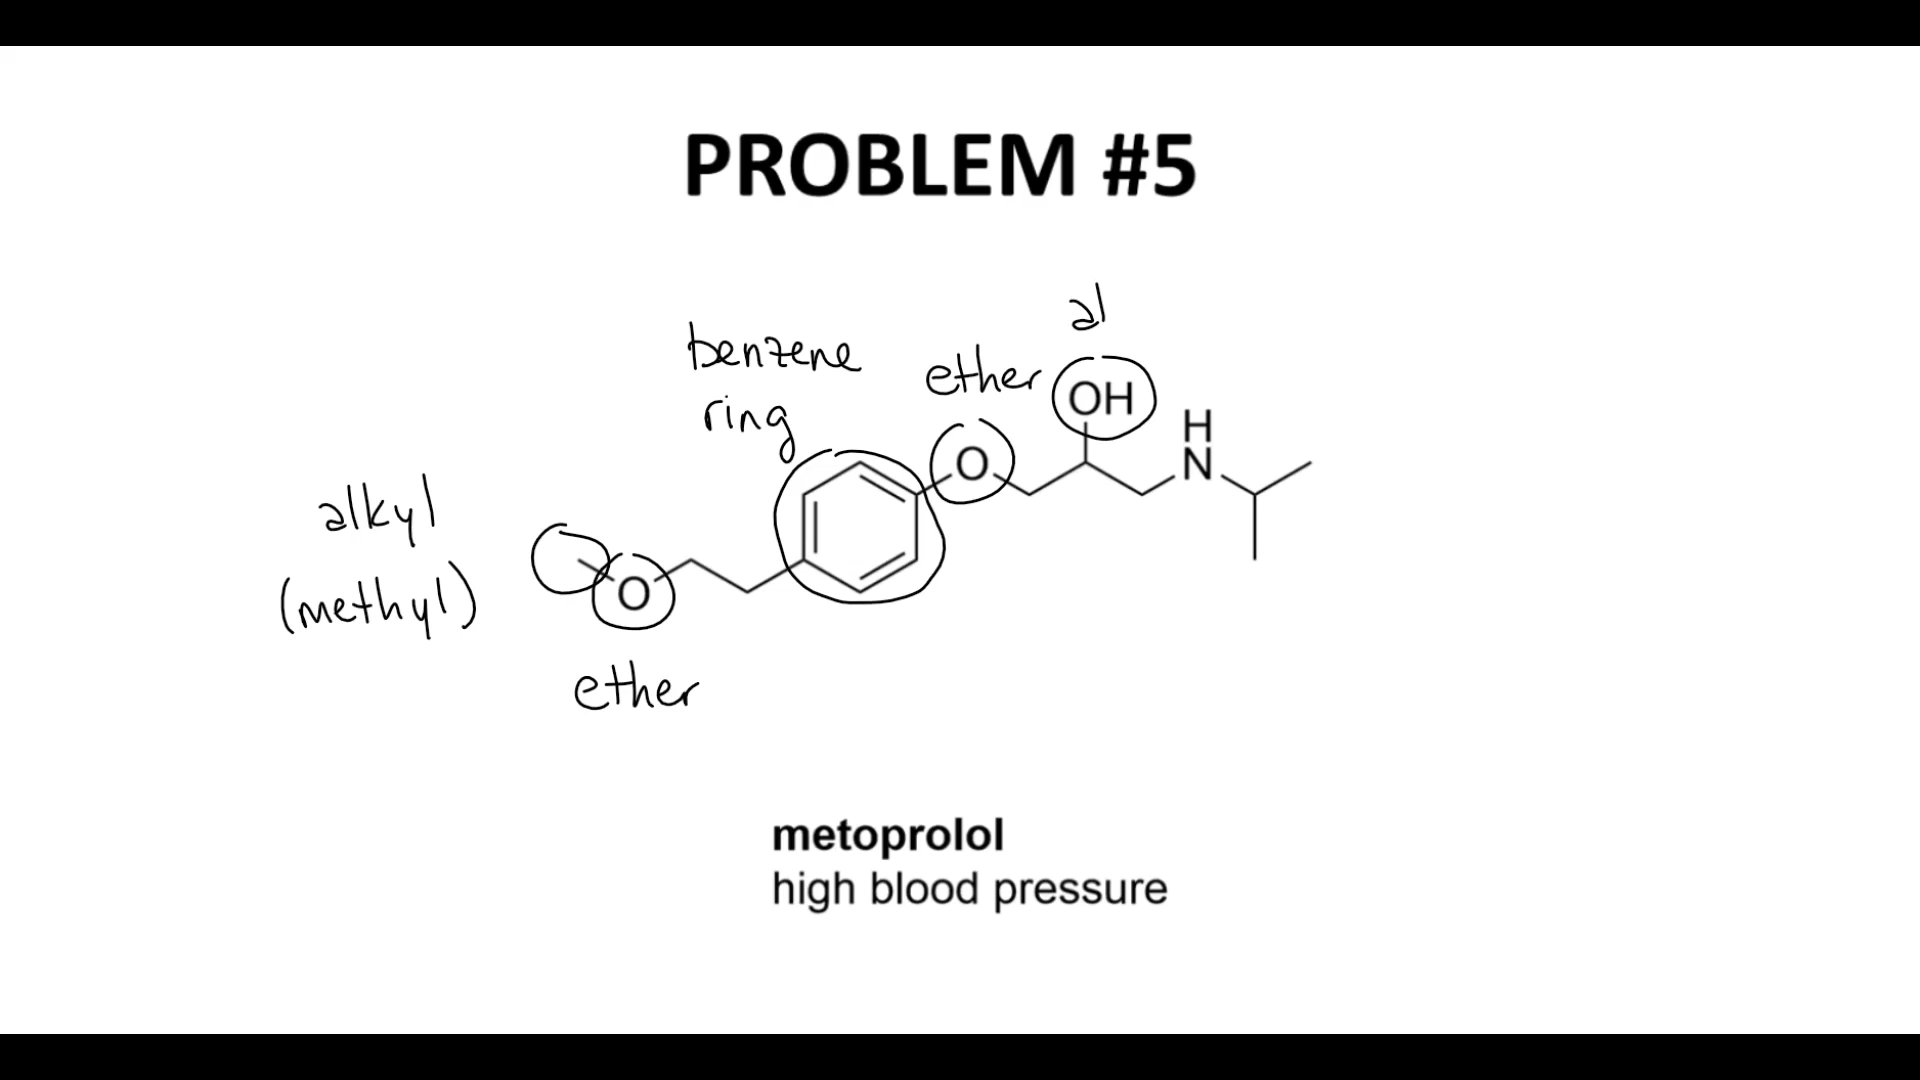 PROBLEM #5
al
benzene
ring
ether
OH
H
N
O
alkyl
(methyl)
O
ether
metoprolol
high blood pressure